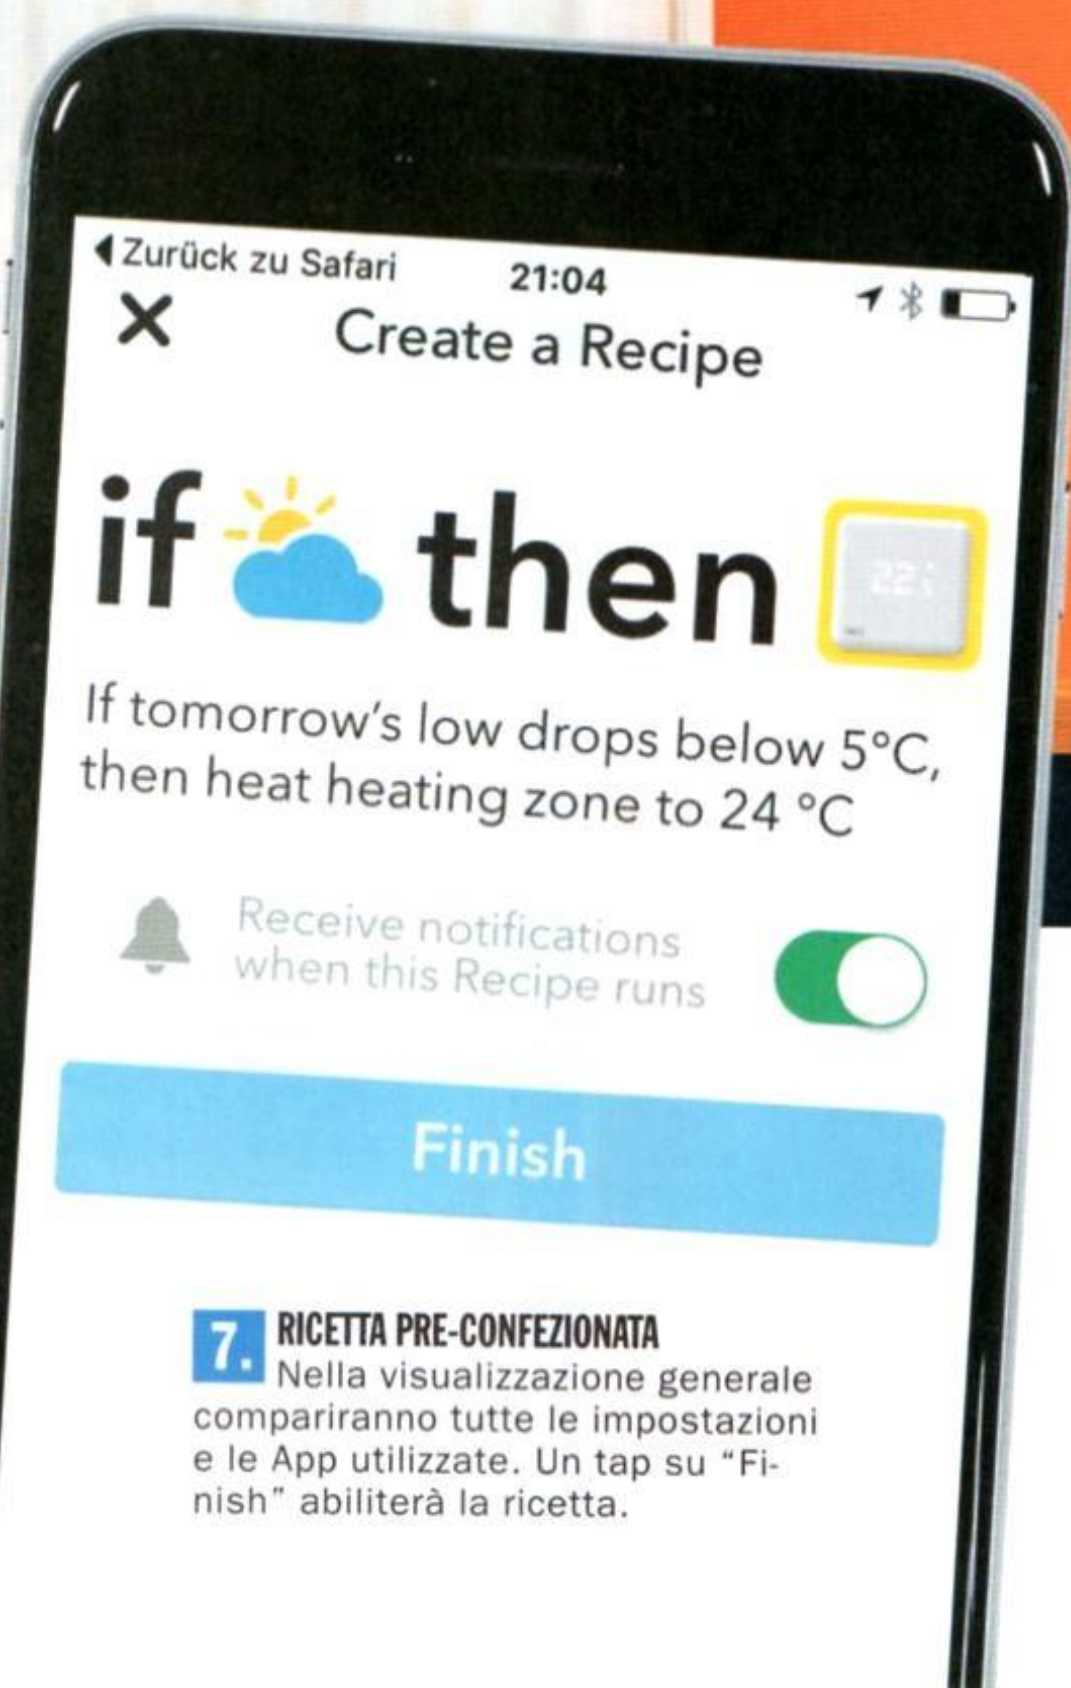 Zurück zu Safari 21:04
Create a Recipe
if then
If tomorrow's low drops below 5°C,
then heat heating zone to 24 °C
Receive notifications
when this Recipe runs
Finish
7. RICETTA PRE-CONFEZIONATA
Nella visualizzazione generale
compariranno tutte le impostazioni
e le App utilizzate. Un tap su “Fi-
nish” abiliterà la ricetta.